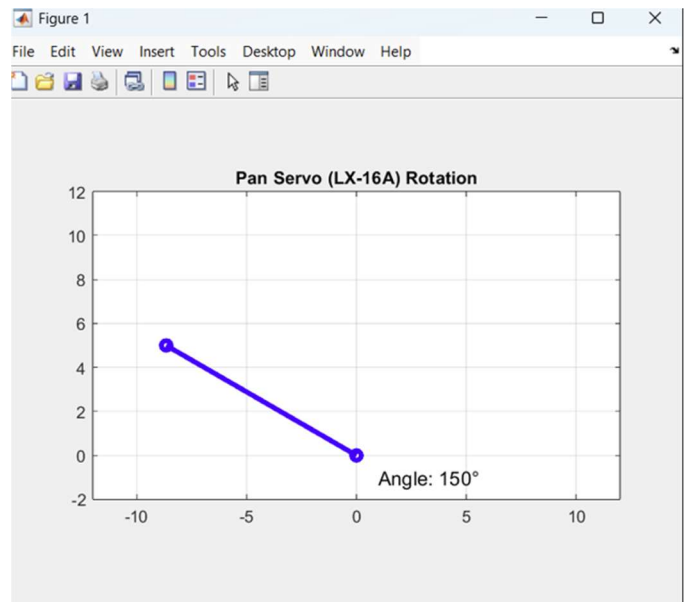 Figure 1
File Edit View Insert Tools Desktop Window Help
Pan Servo (LX-16A) Rotation
12
10
8
6
4
2
0
-2
Angle: 150°
-10 -5 0 5 10